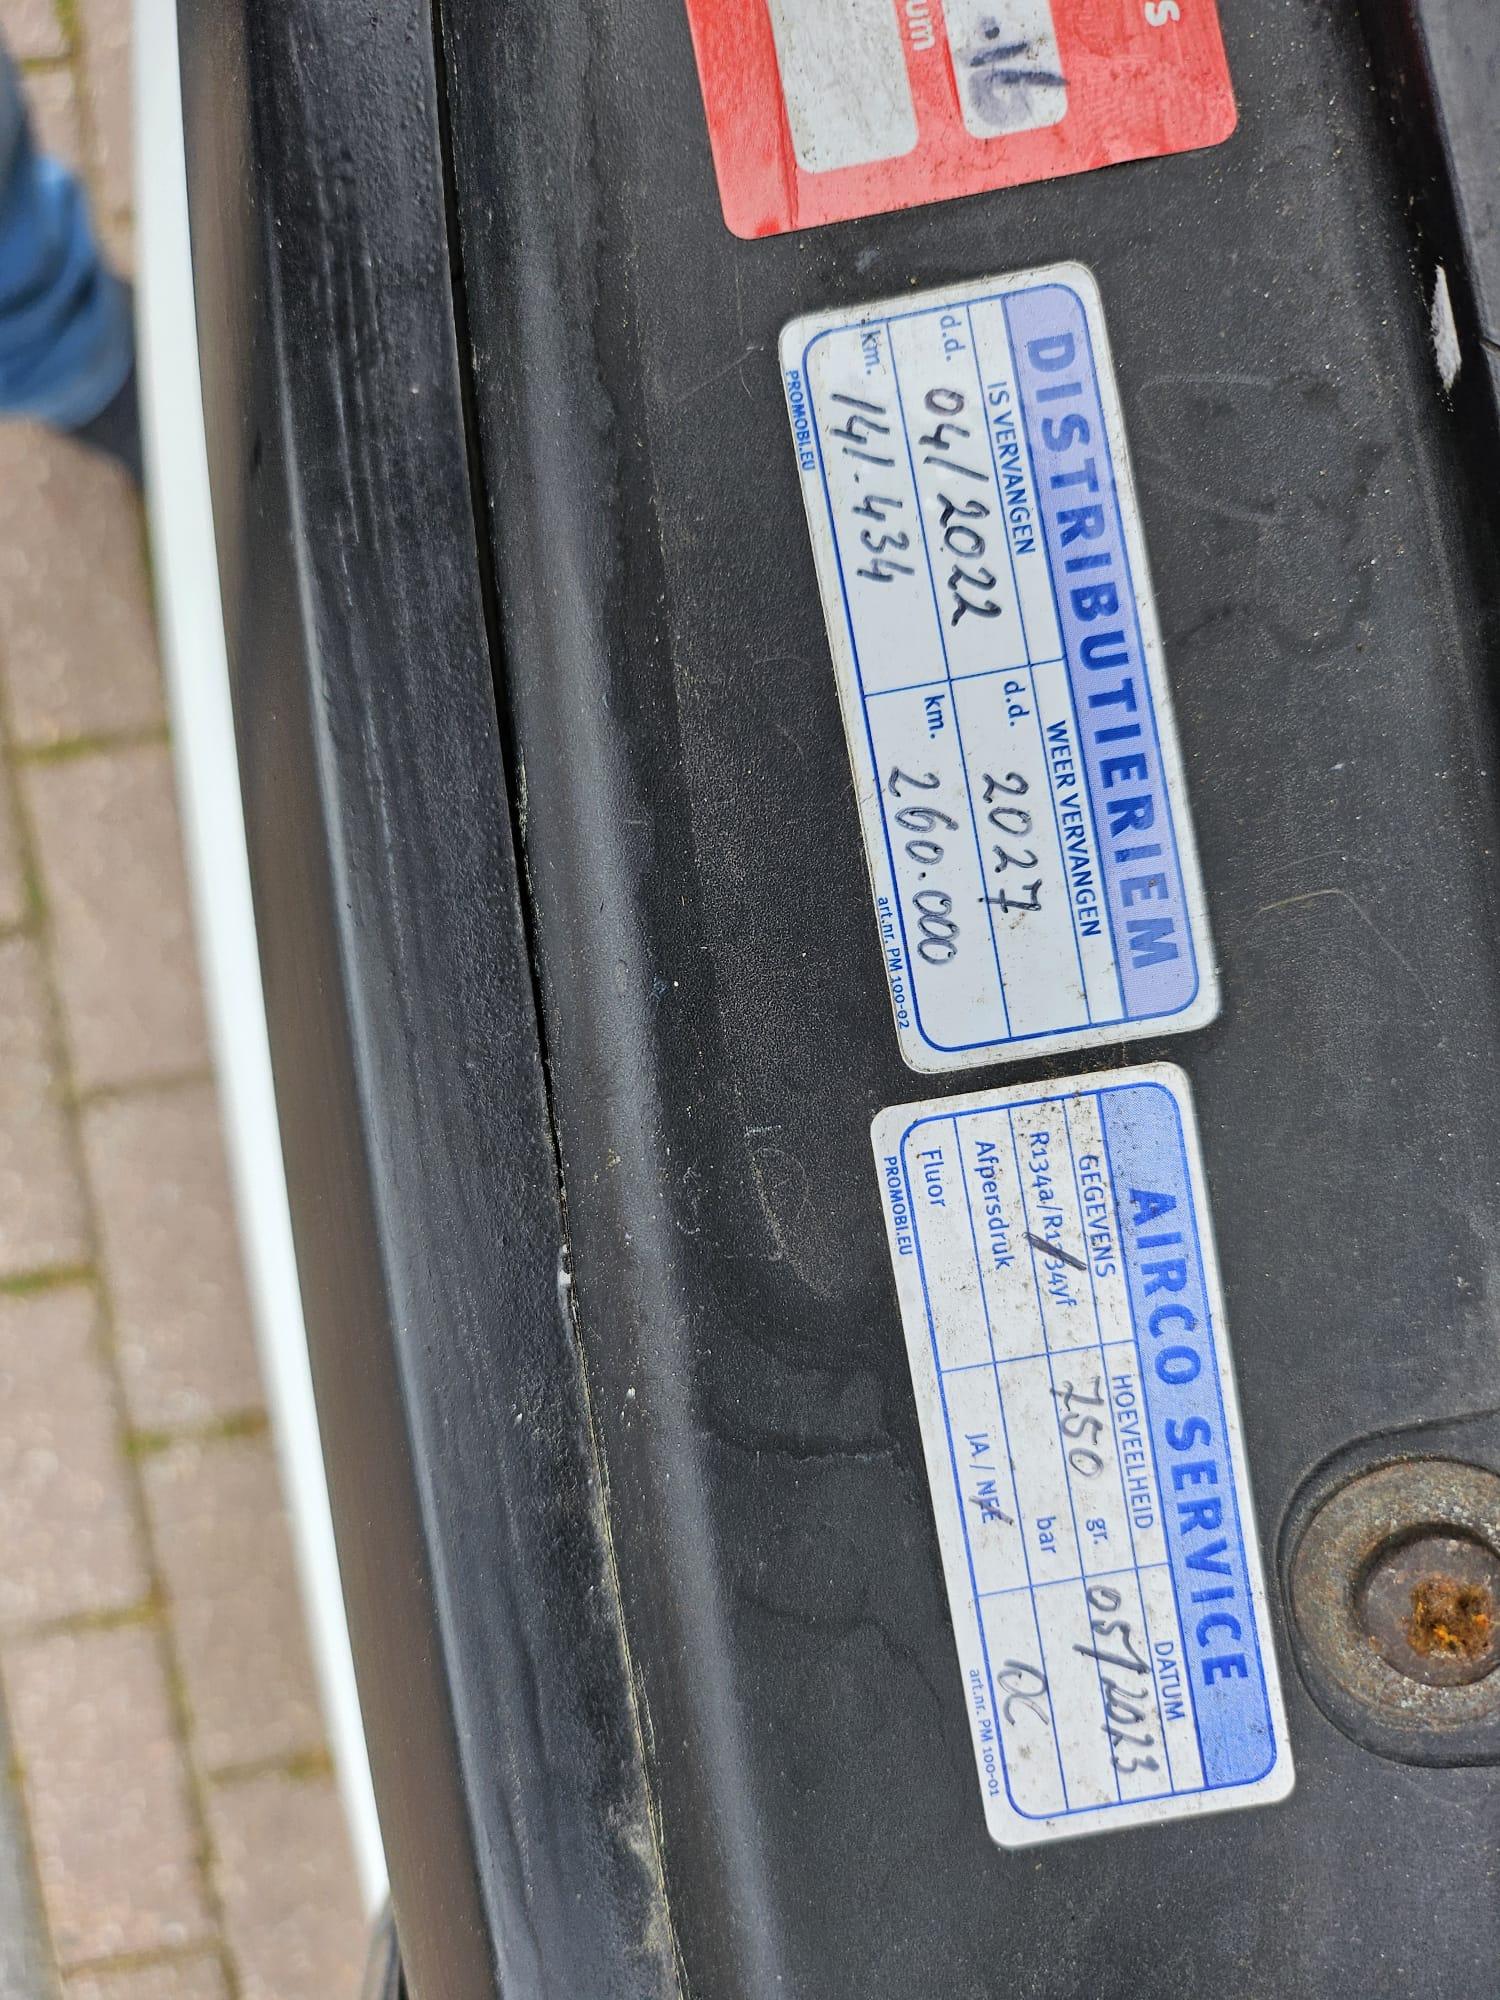 s
um
.16
DISTRIBUTIERIEM
IS VERVANGEN WEER VERVANGEN
d.d. 04/2022 d.d. 2027
km. 141.434 km. 260.000
PROMOBI.EU art.nr. PM 100-02
AIRCO SERVICE
GEGEVENS HOEVEELHEID DATUM
R134a/R1234yf 750 gr. 05/2023
Afpersdruk bar
Fluor JA / NEE
PROMOBI.EU art.nr. PM 100-01